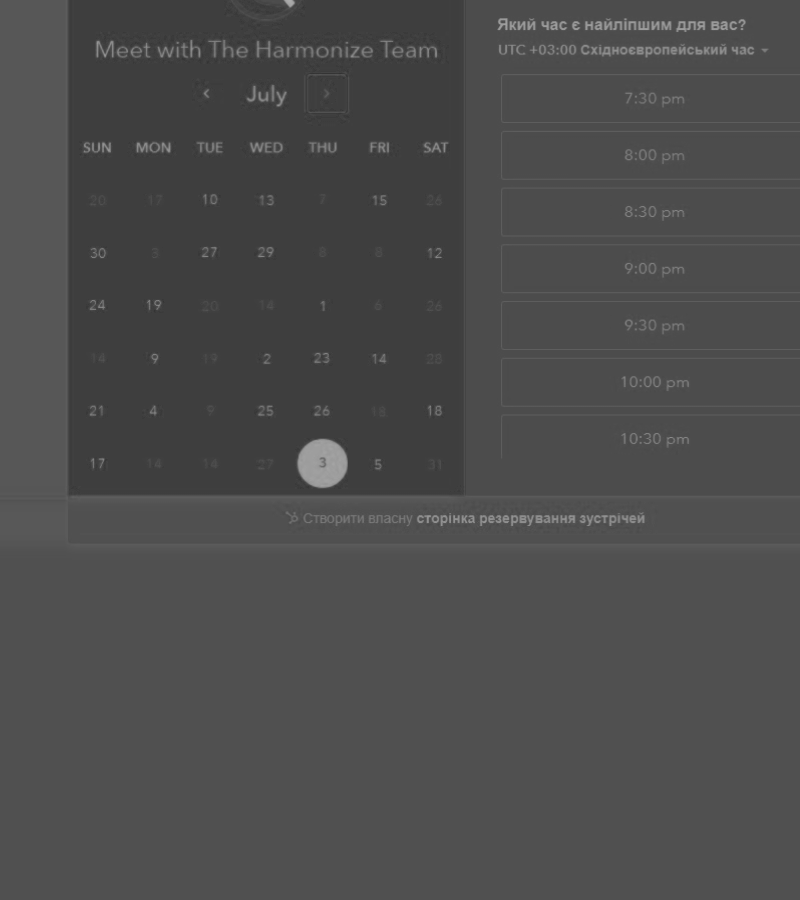 Meet with The Harmonize Team
July
SUN MON TUE WED THU FRI SAT
20 17 10 13 7 15 26
30 3 27 29 8 8 12
24 19 20 14 1 6 26
14 9 19 2 23 14 28
21 4 9 25 26 18 18
17 14 14 27 3 5 31
Який час є найліпшим для вас?
UTC +03:00 Східноєвропейський час
7:30 pm
8:00 pm
8:30 pm
9:00 pm
9:30 pm
10:00 pm
10:30 pm
Створити власну сторінка резервування зустрічей